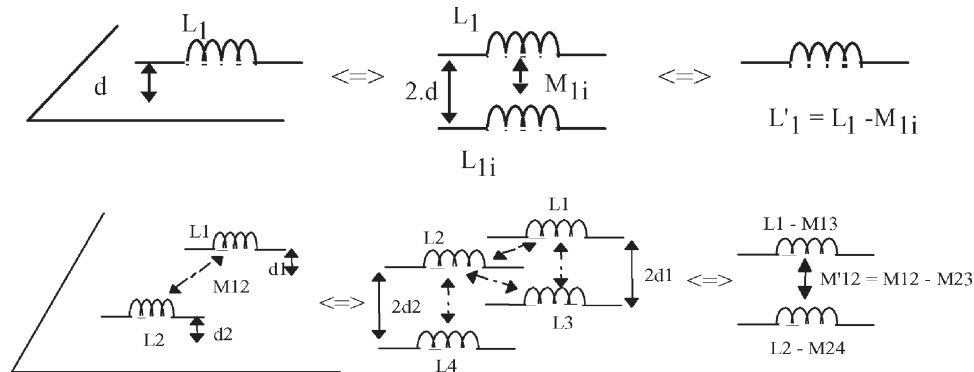 L1
d
<=>
L1
2.d
M1i
L1i
<=>
L'1 = L1 -M1i
L1
d1
M12
L2
d2
<=>
L1
L2
2d1
2d2
L3
L4
<=>
L1 - M13
M'12 = M12 - M23
L2 - M24